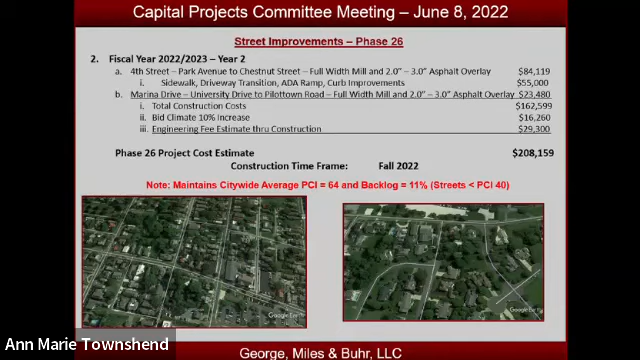 Capital Projects Committee Meeting – June 8, 2022
Street Improvements – Phase 26
2. Fiscal Year 2022/2023 – Year 2
a. 4th Street – Park Avenue to Chestnut Street – Full Width Mill and 2.0" – 3.0" Asphalt Overlay $84,119
i. Sidewalk, Driveway Transition, ADA Ramp, Curb Improvements $55,000
b. Marina Drive – University Drive to Pilottown Road – Full Width Mill and 2.0" – 3.0" Asphalt Overlay $23,480
i. Total Construction Costs $162,599
ii. Bid Climate 10% Increase $16,260
iii. Engineering Fee Estimate thru Construction $29,300
Phase 26 Project Cost Estimate $208,159
Construction Time Frame: Fall 2022
Note: Maintains Citywide Average PCI = 64 and Backlog = 11% (Streets < PCI 40)
Google Earth
Google Earth
Ann Marie Townshend
George, Miles & Buhr, LLC